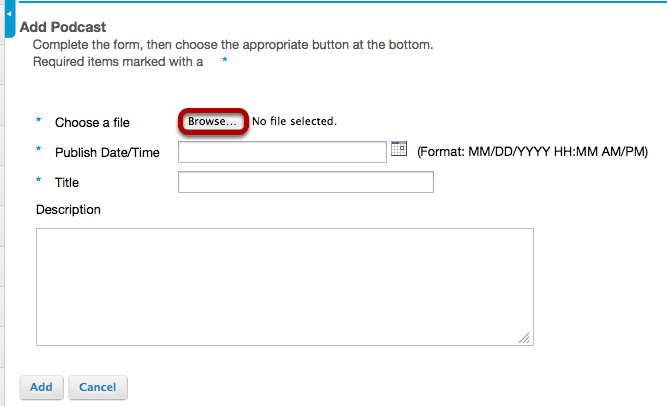 Add Podcast
Complete the form, then choose the appropriate button at the bottom.
Required items marked with a *
* Choose a file Browse... No file selected.
* Publish Date/Time (Format: MM/DD/YYYY HH:MM AM/PM)
* Title
Description
Add Cancel